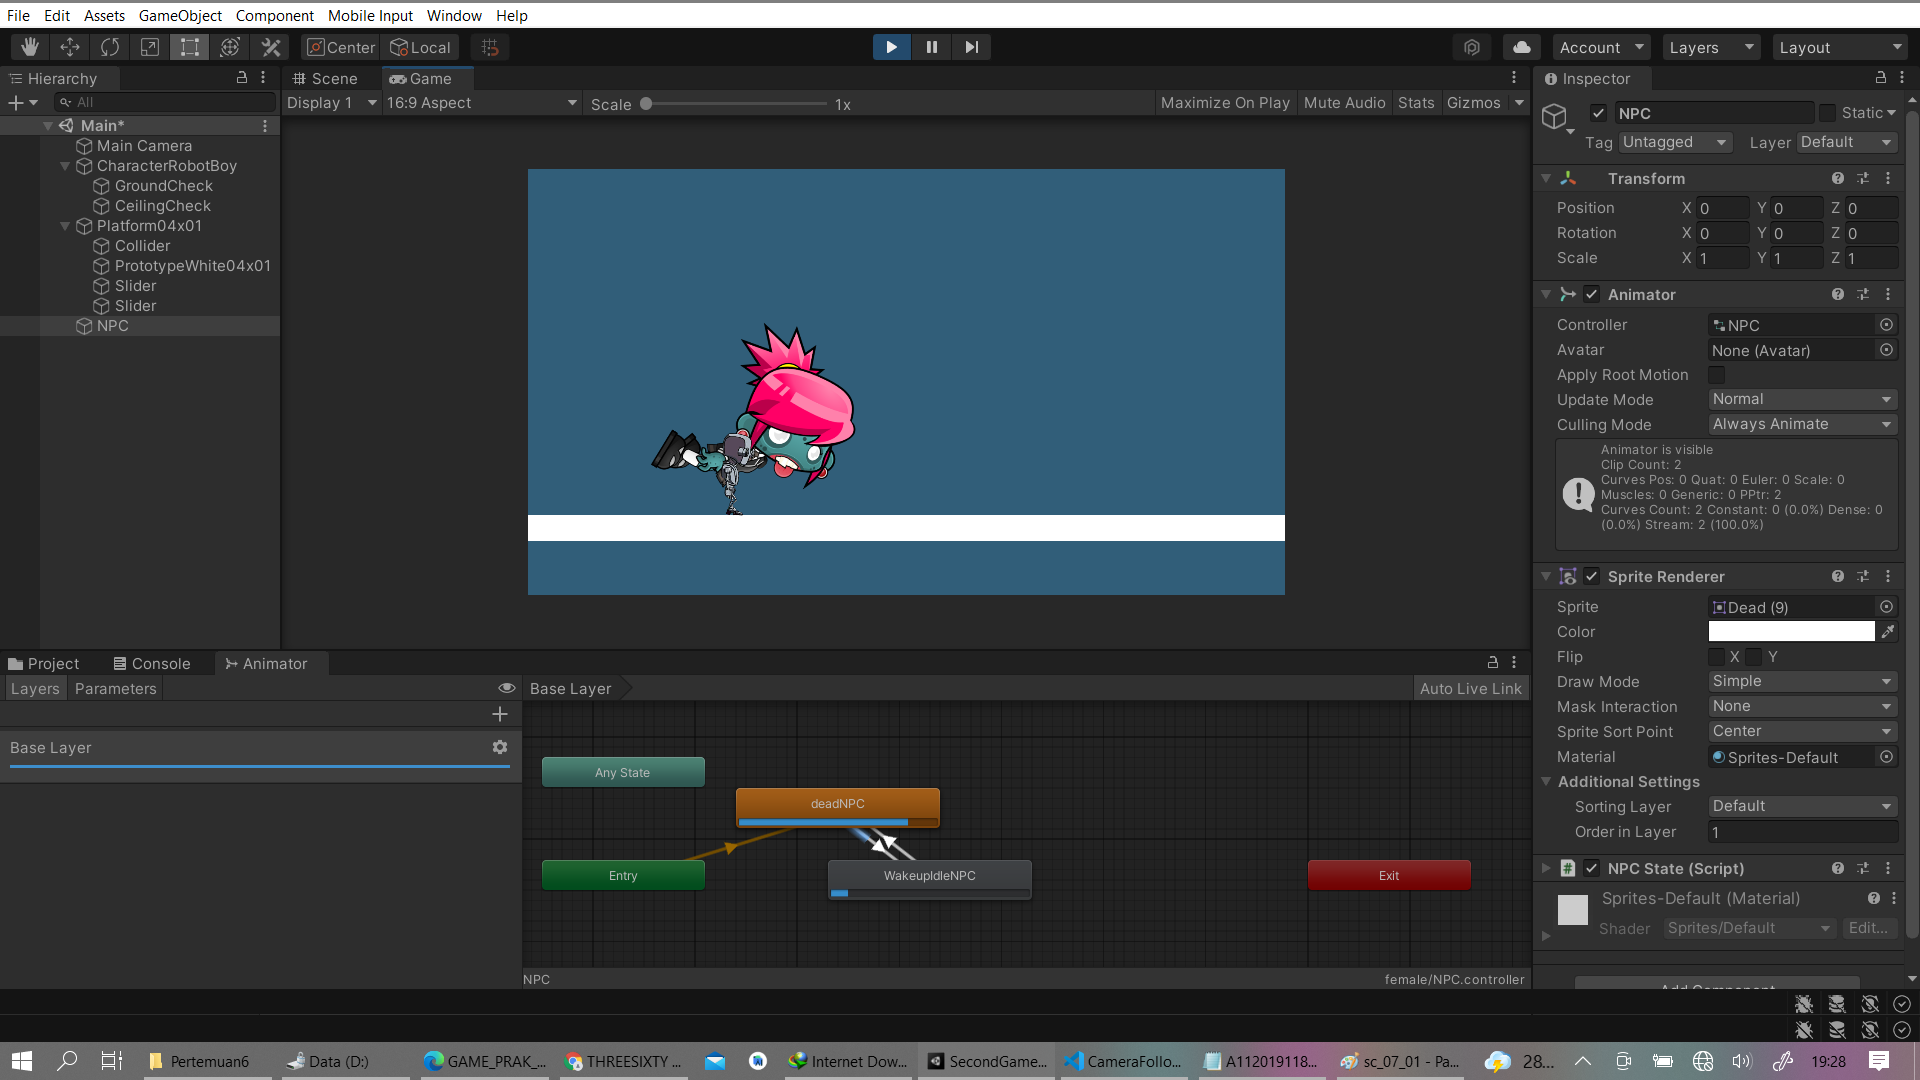 File Edit Assets GameObject Component Mobile Input Window Help
Center Local Account Layers Layout
Hierarchy Scene Game Inspector
All Display 1 16:9 Aspect Scale 1x Maximize On Play Mute Audio Stats Gizmos
Main*
Main Camera
CharacterRobotBoy
GroundCheck
CeilingCheck
Platform04x01
Collider
PrototypeWhite04x01
Slider
Slider
NPC
NPC Static
Tag Untagged Layer Default
Transform
Position X 0 Y 0 Z 0
Rotation X 0 Y 0 Z 0
Scale X 1 Y 1 Z 1
Animator
Controller NPC
Avatar None (Avatar)
Apply Root Motion
Update Mode Normal
Culling Mode Always Animate
Animator is visible
Clip Count: 2
Curves Pos: 0 Quat: 0 Euler: 0 Scale: 0
Muscles: 0 Generic: 0 PPtr: 2
Curves Count: 2 Constant: 0 (0.0%) Dense: 0
(0.0%) Stream: 2 (100.0%)
Sprite Renderer
Sprite Dead (9)
Color
Flip X Y
Draw Mode Simple
Mask Interaction None
Sprite Sort Point Center
Material Sprites-Default
Additional Settings
Sorting Layer Default
Order in Layer 1
NPC State (Script)
Sprites-Default (Material)
Shader Sprites/Default Edit...
Add Component
Project Console Animator
Layers Parameters Base Layer Auto Live Link
Base Layer
Any State
deadNPC
Entry
WakeupIdleNPC
Exit
NPC female/NPC.controller
Pertemuan6 Data (D:) GAME_PRAK_... THREESIXTY ... Internet Dow... SecondGame... CameraFollo... A112019118... sc_07_01 - Pa... 28... 19:28